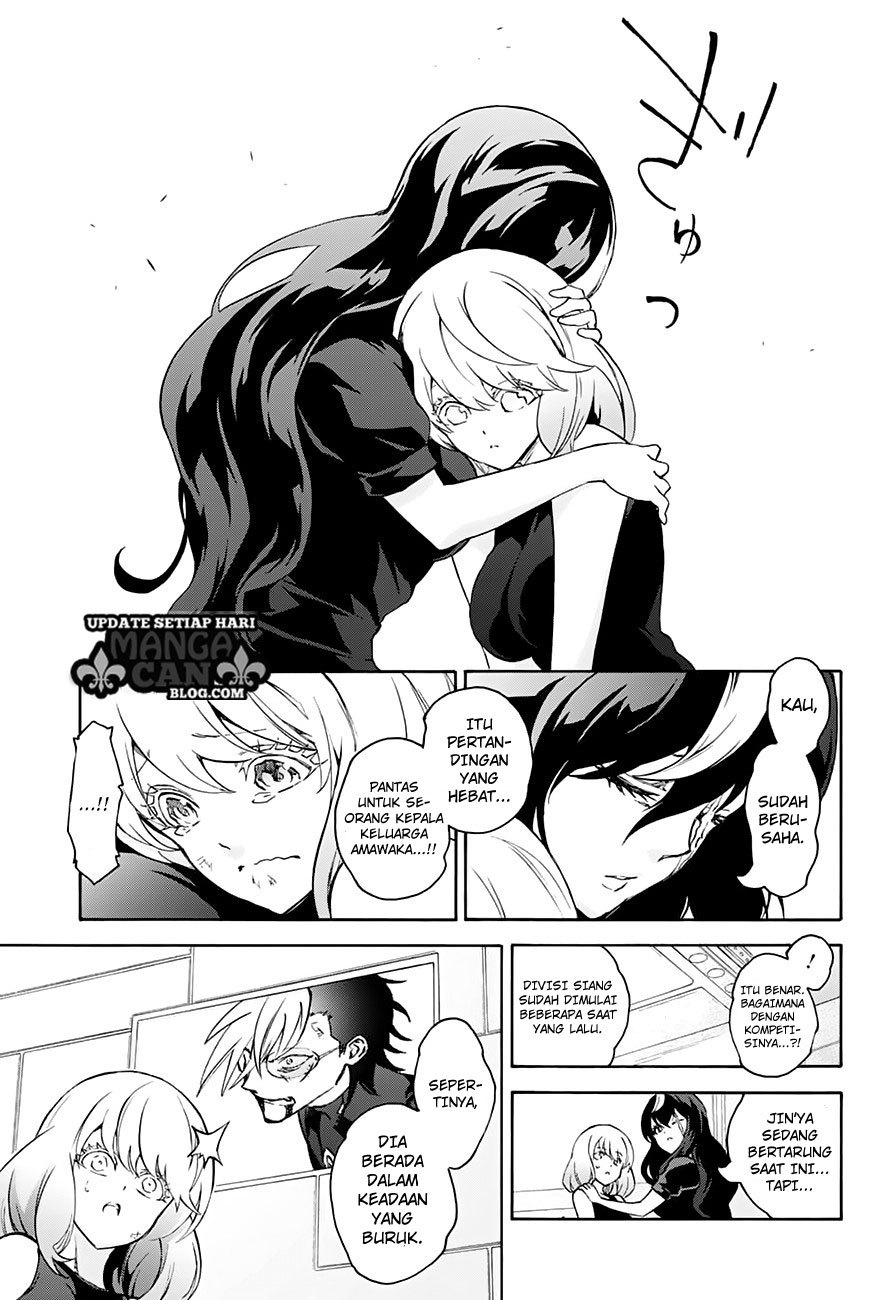 ぎゅっ
KAU,
SUDAH
BERU-
SAHA.
ITU
PERTAN-
DINGAN
YANG
HEBAT...
PANTAS
UNTUK SE-
ORANG KEPALA
KELUARGA
AMAWAKA...!!
...!!
UPDATE SETIAP HARI
MANGA
CAN
BLOG.COM
!
ITU BENAR.
BAGAIMANA
DENGAN
KOMPETI-
SINYA...?!
DIVISI SIANG
SUDAH DIMULAI
BEBERAPA SAAT
YANG LALU.
JIN'YA
SEDANG
BERTARUNG
SAAT INI...
TAPI...
SEPER-
TINYA,
DIA
BERADA
DALAM
KEADAAN
YANG
BURUK.